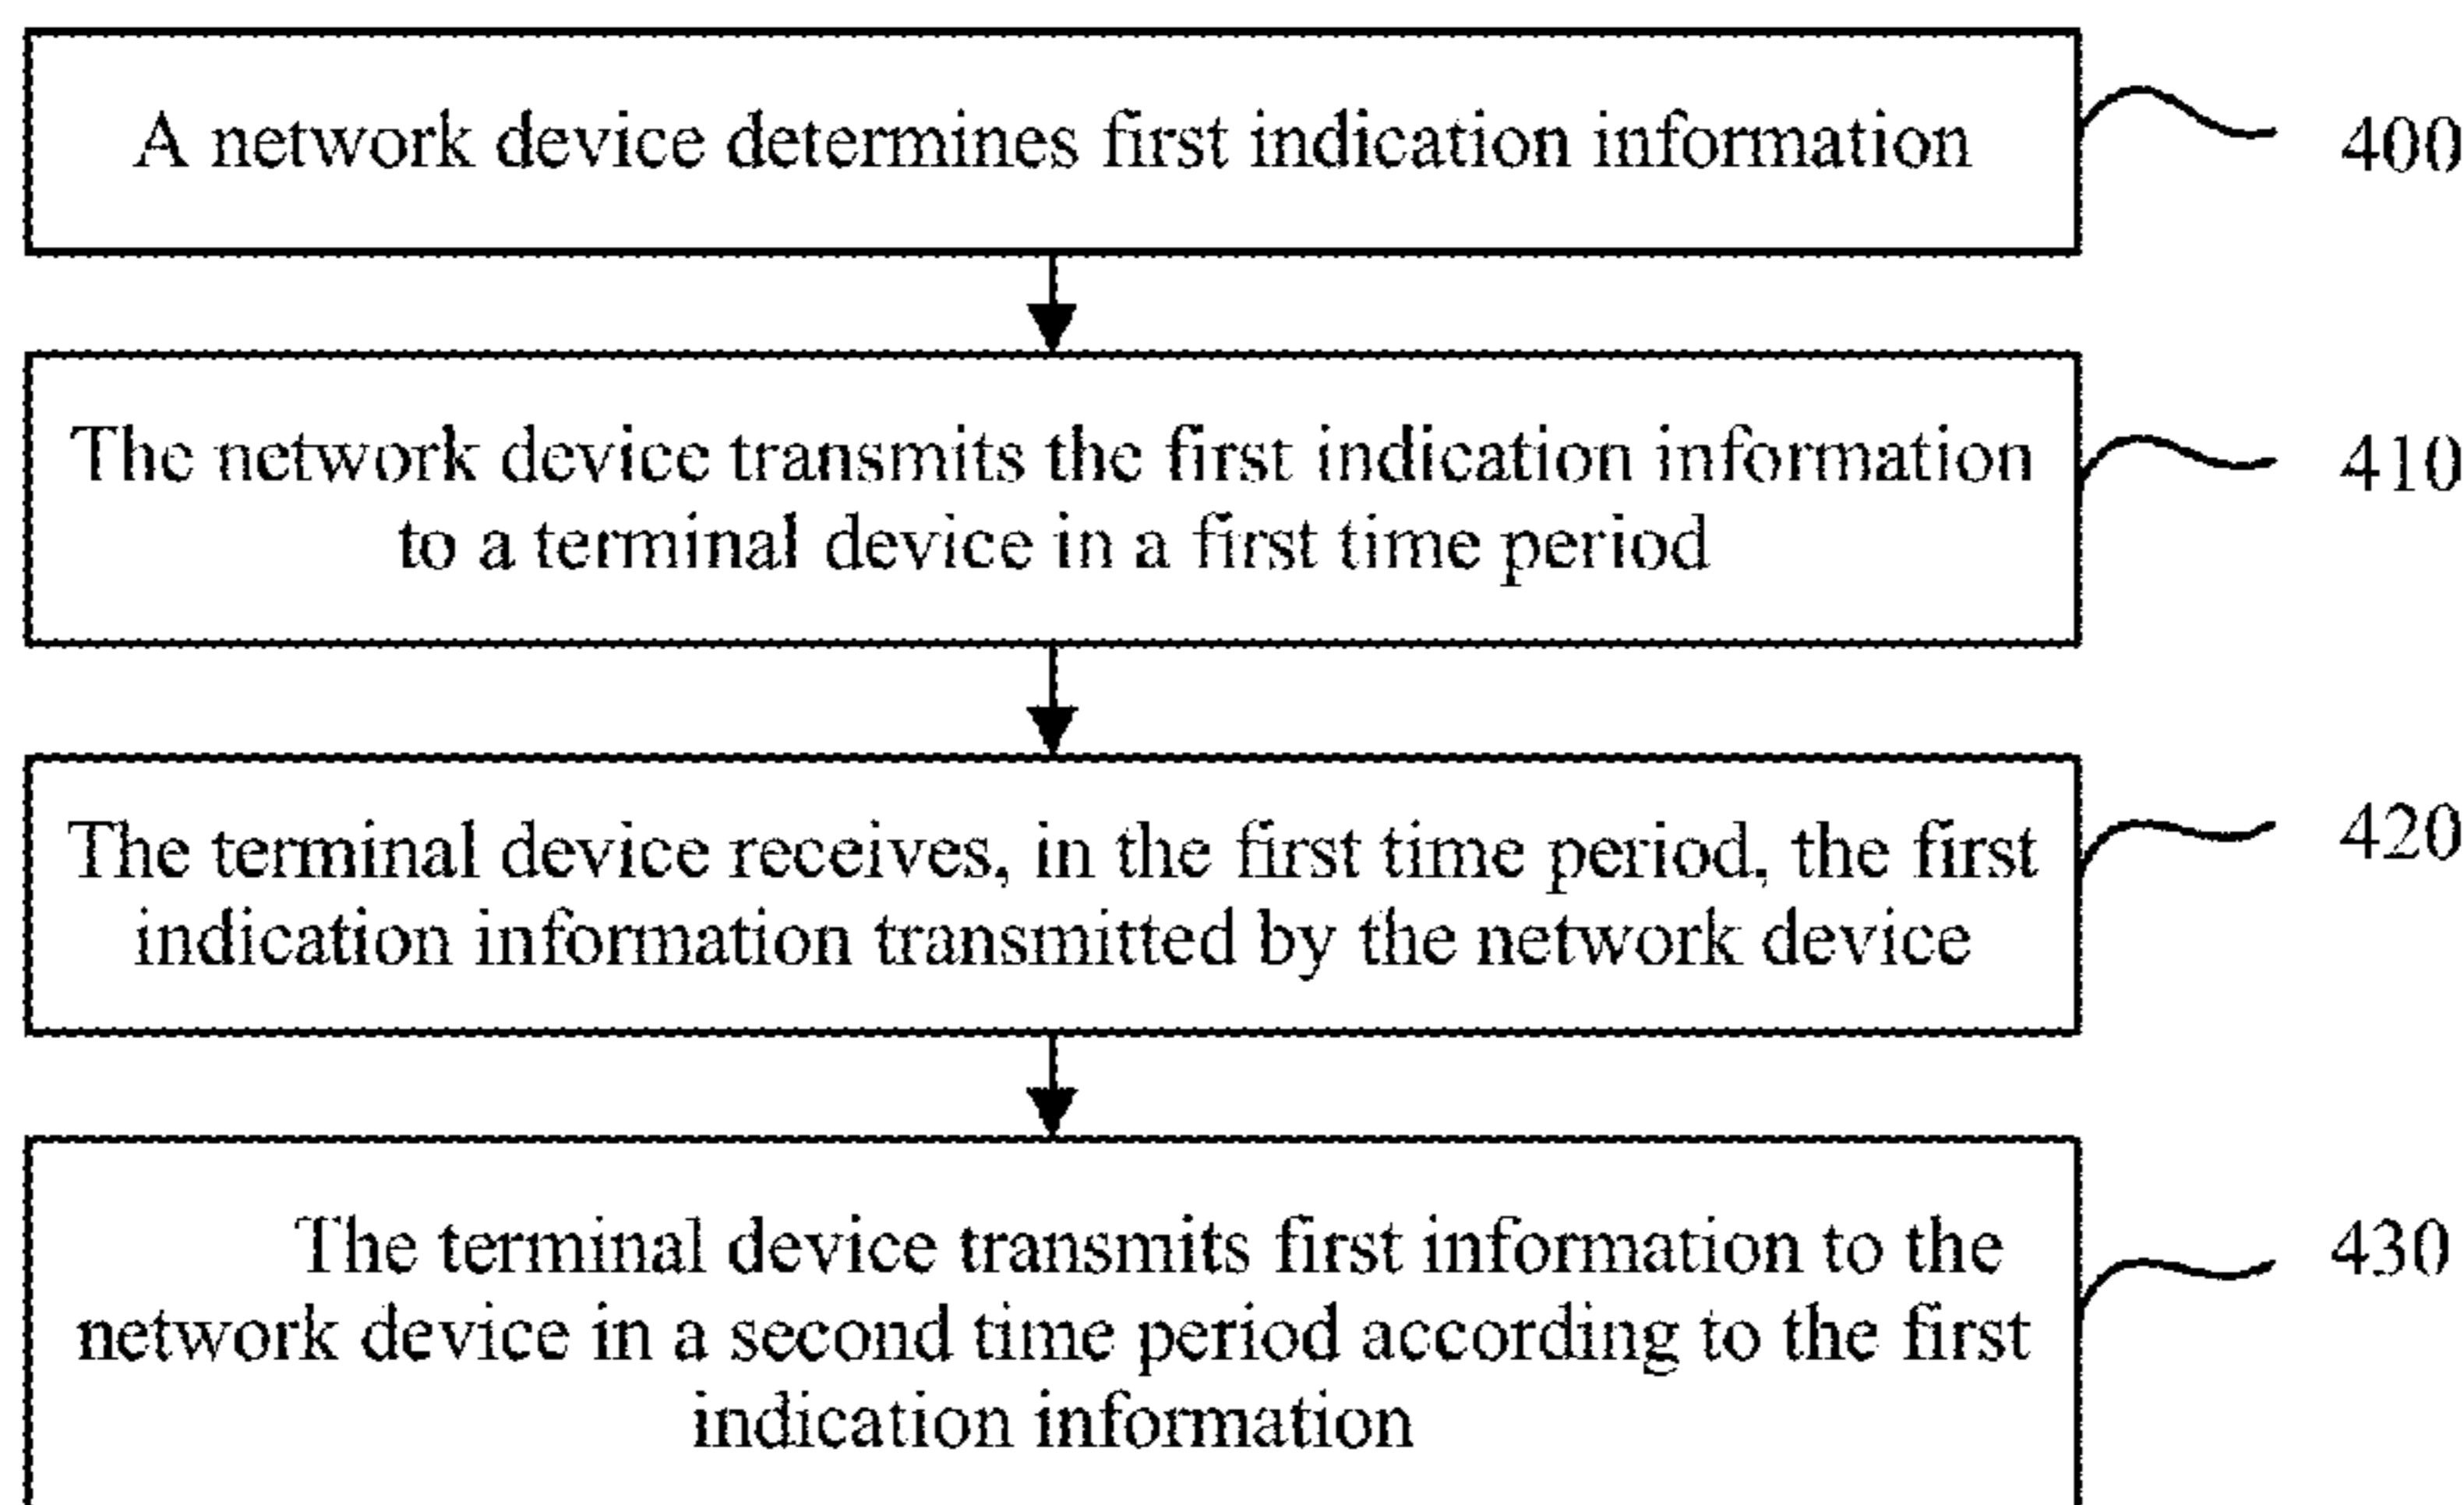 A network device determines first indication information
400
The network device transmits the first indication information
to a terminal device in a first time period
410
The terminal device receives, in the first time period, the first
indication information transmitted by the network device
420
The terminal device transmits first information to the
network device in a second time period according to the first
indication information
430